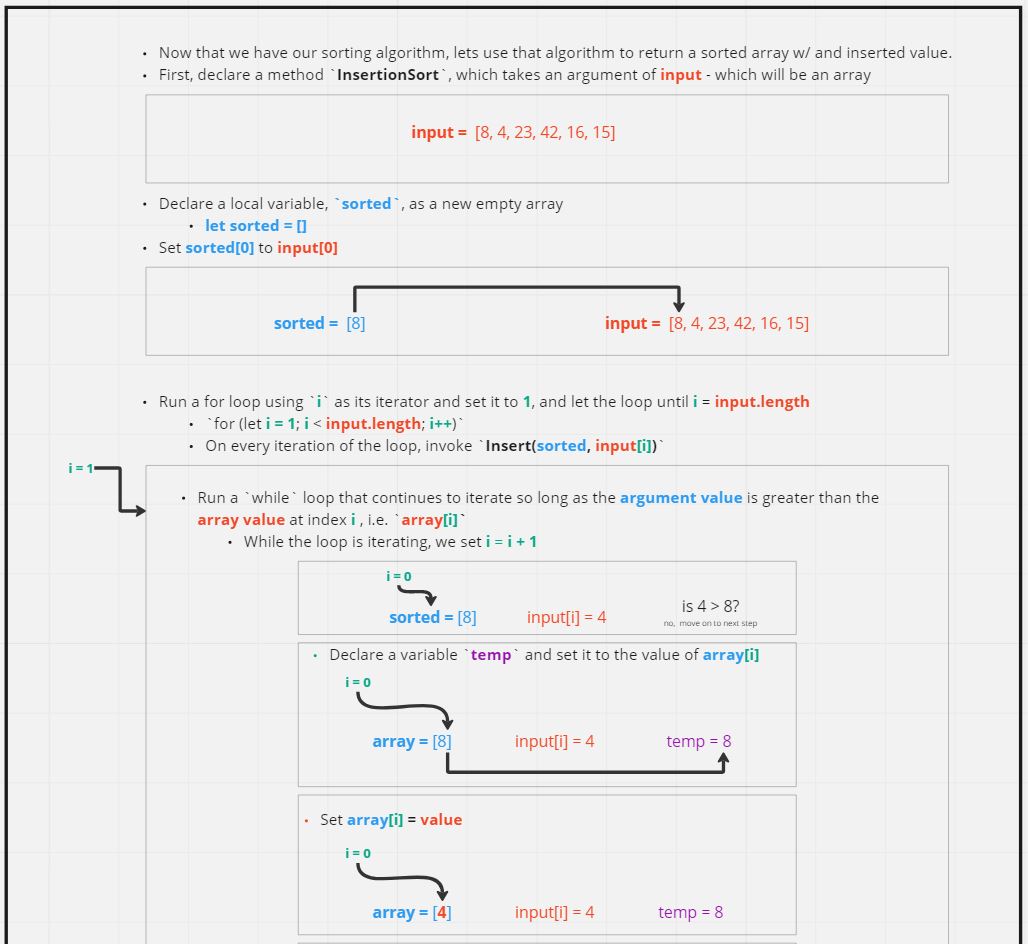 • Now that we have our sorting algorithm, lets use that algorithm to return a sorted array w/ and inserted value.
• First, declare a method `InsertionSort`, which takes an argument of input - which will be an array
input = [8, 4, 23, 42, 16, 15]
• Declare a local variable, `sorted`, as a new empty array
• let sorted = []
• Set sorted[0] to input[0]
sorted = [8] input = [8, 4, 23, 42, 16, 15]
• Run a for loop using `i` as its iterator and set it to 1, and let the loop until i = input.length
• `for (let i = 1; i < input.length; i++)`
• On every iteration of the loop, invoke `Insert(sorted, input[i])`
i = 1
• Run a `while` loop that continues to iterate so long as the argument value is greater than the
array value at index i , i.e. `array[i]`
• While the loop is iterating, we set i = i + 1
i = 0
sorted = [8] input[i] = 4 is 4 > 8?
no, move on to next step
• Declare a variable `temp` and set it to the value of array[i]
i = 0
array = [8] input[i] = 4 temp = 8
• Set array[i] = value
i = 0
array = [4] input[i] = 4 temp = 8